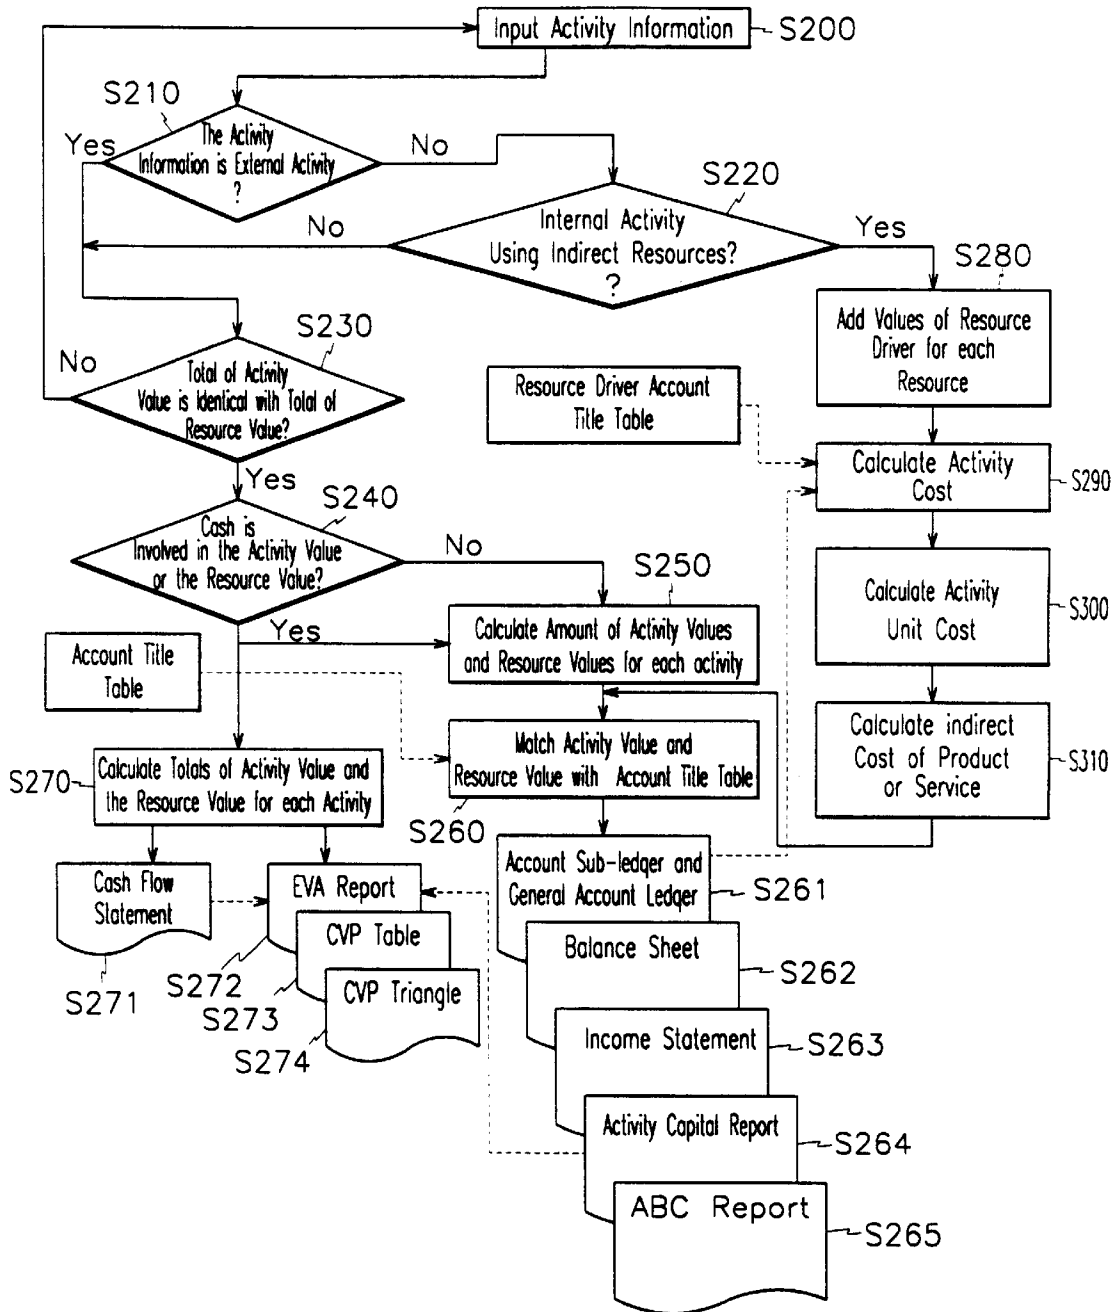 Input Activity Information
S200
S210
Yes
The Activity
Information is External Activity
?
No
S220
No
Internal Activity
Using Indirect Resources?
?
Yes
S280
Add Values of Resource
Driver for each
Resource
S230
No
Total of Activity
Value is Identical with Total of
Resource Value?
Resource Driver Account
Title Table
Calculate Activity
Cost
S290
Yes
S240
Cash is
Involved in the Activity Value
or the Resource Value?
No
S250
Calculate Activity
Unit Cost
S300
Yes
Calculate Amount of Activity Values
and Resource Values for each activity
Account Title
Table
Calculate indirect
Cost of Product
or Service
S310
Match Activity Value and
Resource Value with Account Title Table
S260
S270
Calculate Totals of Activity Value and
the Resource Value for each Activity
Cash Flow
Statement
S271
EVA Report
S272
CVP Table
S273
CVP Triangle
S274
Account Sub-ledger and
General Account Ledger
S261
Balance Sheet
S262
Income Statement
S263
Activity Capital Report
S264
ABC Report
S265